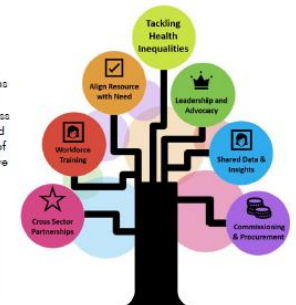 Tackling
Health
Inequalities
Align Resource
with Need
Leadership and
Advocacy
Workforce
Training
Shared Data &
Insights
Cross Sector
Partnerships
Commissioning
& Procurement